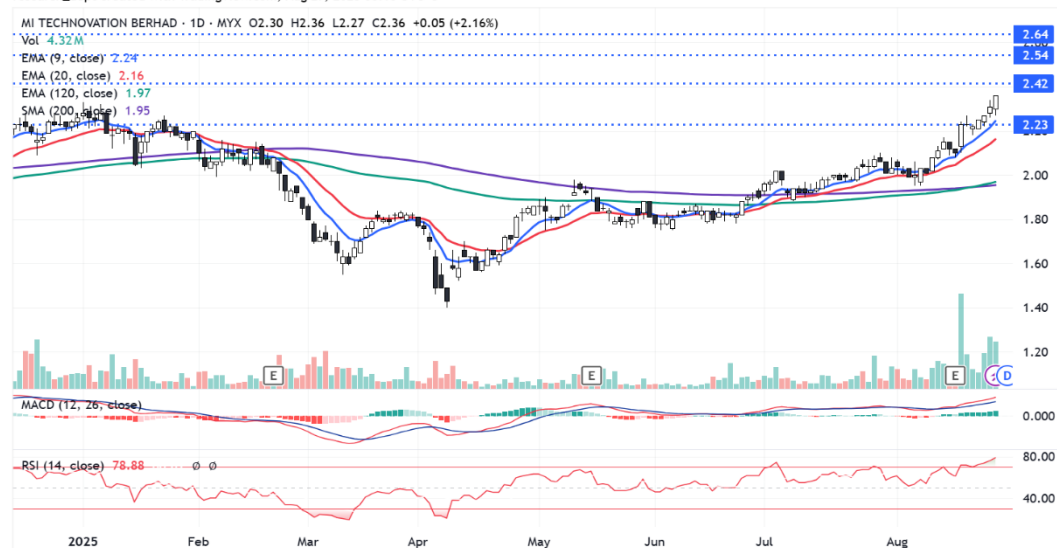 MI TECHNOVATION BERHAD · 1D · MYX O2.30 H2.36 L2.27 C2.36 +0.05 (+2.16%)
Vol 4.32M
EMA (9, close) 2.24
EMA (20, close) 2.16
EMA (120, close) 1.97
SMA (200, close) 1.95
2.64
2.54
2.42
2.23
2.00
1.80
1.60
1.40
1.20
E
E
E
D
MACD (12, 26, close)
0.000
RSI (14, close) 78.88 Ø Ø
80.00
40.00
2025 Feb Mar Apr May Jun Jul Aug